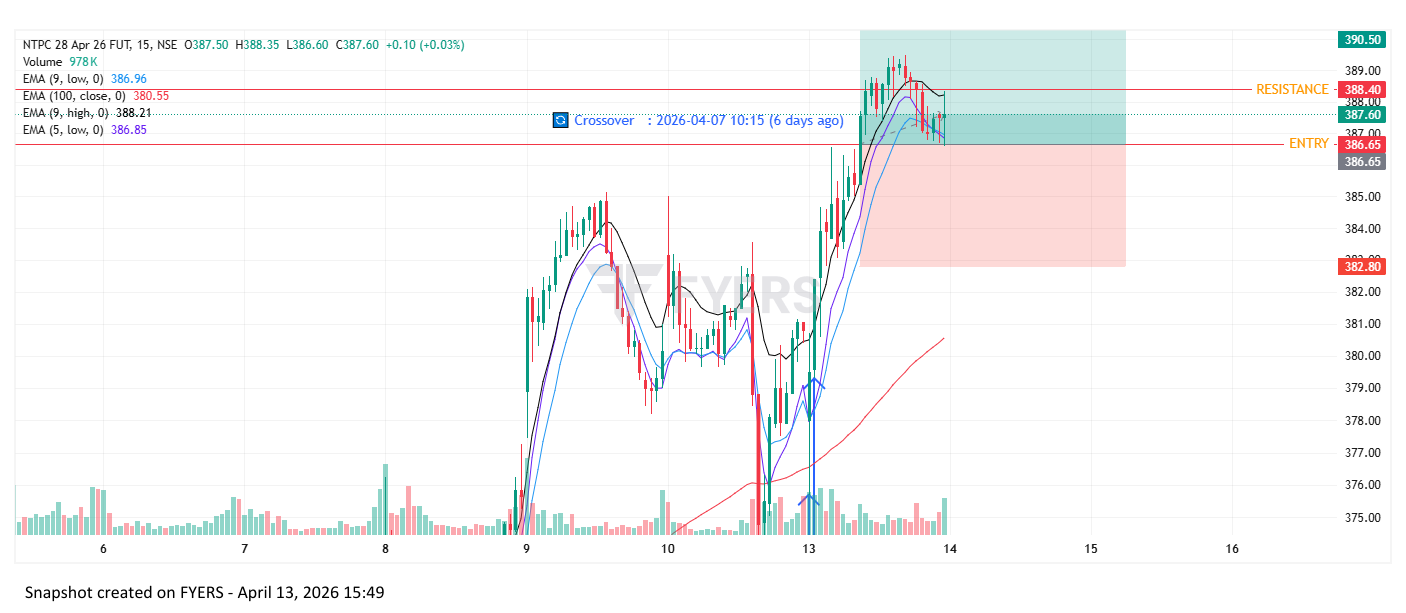 NTPC 28 Apr 26 FUT, 15, NSE O387.50 H388.35 L386.60 C387.60 +0.10 (+0.03%)
Volume 978K
EMA (9, low, 0) 386.96
EMA (100, close, 0) 380.55
EMA (9, high, 0) 388.21
EMA (5, low, 0) 386.85
Crossover : 2026-04-07 10:15 (6 days ago)
FYERS
RESISTANCE
ENTRY
390.50
389.00
388.40
388.00
387.60
387.00
386.65
386.65
385.00
384.00
383.00
382.80
382.00
381.00
380.00
379.00
378.00
377.00
376.00
375.00
6 7 8 9 10 13 14 15 16
Snapshot created on FYERS - April 13, 2026 15:49